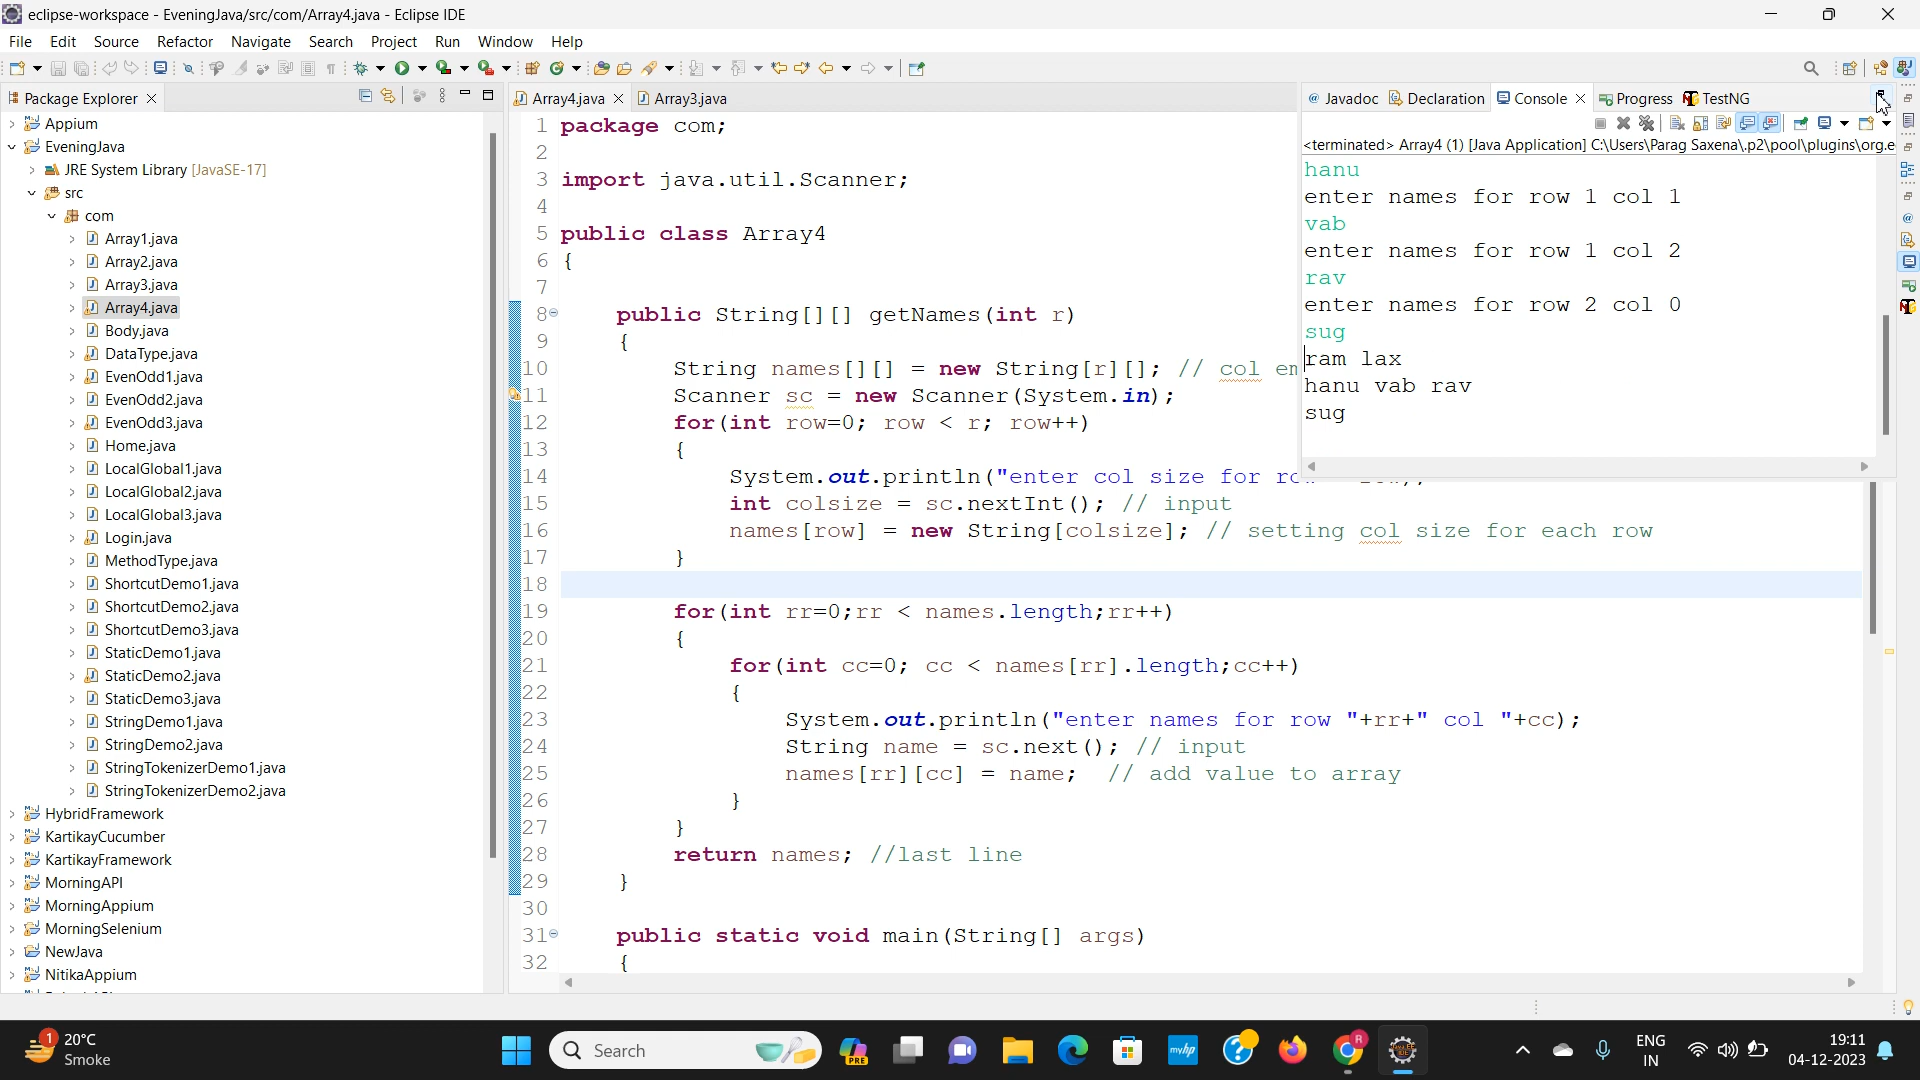 eclipse-workspace - EveningJava/src/com/Array4.java - Eclipse IDE
File Edit Source Refactor Navigate Search Project Run Window Help
Package Explorer
Appium
EveningJava
JRE System Library [JavaSE-17]
src
com
Array1.java
Array2.java
Array3.java
Array4.java
Body.java
DataType.java
EvenOdd1.java
EvenOdd2.java
EvenOdd3.java
Home.java
LocalGlobal1.java
LocalGlobal2.java
LocalGlobal3.java
Login.java
MethodType.java
ShortcutDemo1.java
ShortcutDemo2.java
ShortcutDemo3.java
StaticDemo1.java
StaticDemo2.java
StaticDemo3.java
StringDemo1.java
StringDemo2.java
StringTokenizerDemo1.java
StringTokenizerDemo2.java
HybridFramework
KartikayCucumber
KartikayFramework
MorningAPI
MorningAppium
MorningSelenium
NewJava
NitikaAppium
Array4.java Array3.java
1 package com;
2
3 import java.util.Scanner;
4
5 public class Array4
6 {
7
8 public String[][] getNames(int r)
9 {
10 String names[][] = new String[r][]; // col em
11 Scanner sc = new Scanner(System.in);
12 for(int row=0; row < r; row++)
13 {
14 System.out.println("enter col size for
15 int colsize = sc.nextInt(); // input
16 names[row] = new String[colsize]; // setting col size for each row
17 }
18
19 for(int rr=0;rr < names.length;rr++)
20 {
21 for(int cc=0; cc < names[rr].length;cc++)
22 {
23 System.out.println("enter names for row "+rr+" col "+cc);
24 String name = sc.next(); // input
25 names[rr][cc] = name; // add value to array
26 }
27 }
28 return names; //last line
29 }
30
31 public static void main(String[] args)
32 {
@ Javadoc Declaration Console Progress TestNG
<terminated> Array4 (1) [Java Application] C:\Users\Parag Saxena\.p2\pool\plugins\org.e
hanu
enter names for row 1 col 1
vab
enter names for row 1 col 2
rav
enter names for row 2 col 0
sug
ram lax
hanu vab rav
sug
1
20°C
Smoke
Search
PRE
myhp
R
ENG
IN
19:11
04-12-2023